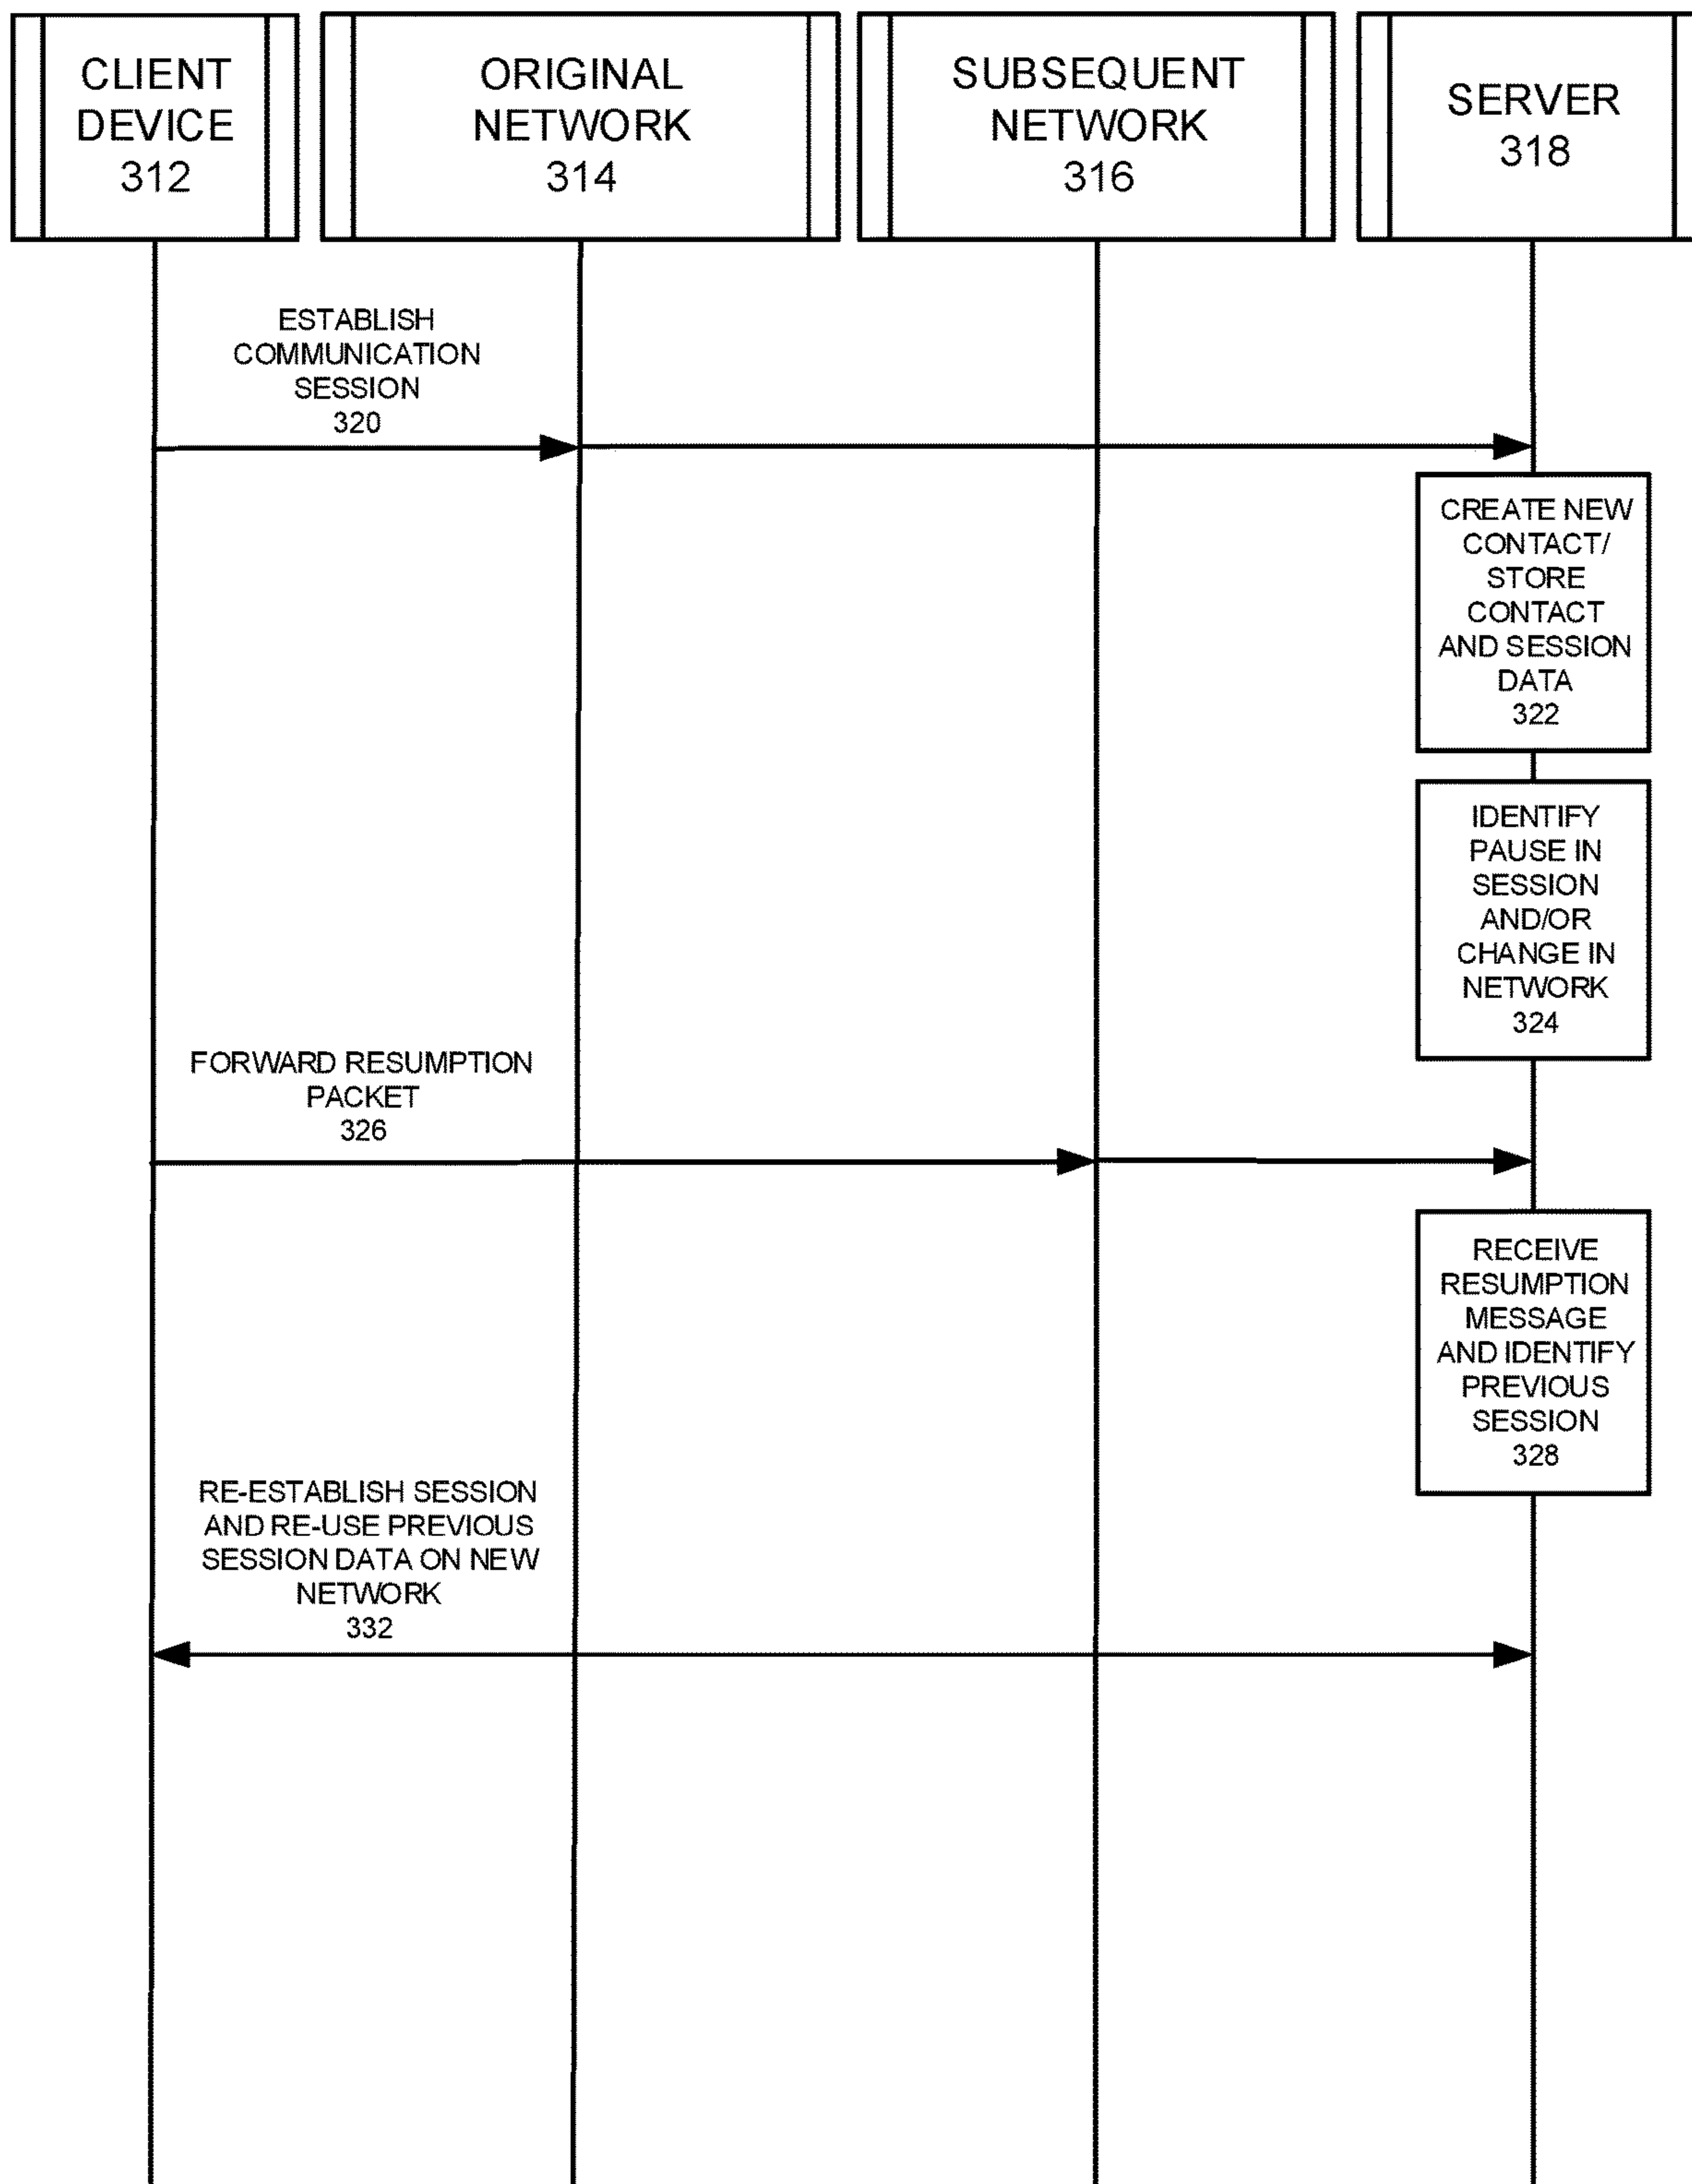 CLIENT
DEVICE
312
ORIGINAL
NETWORK
314
SUBSEQUENT
NETWORK
316
SERVER
318
ESTABLISH
COMMUNICATION
SESSION
320
CREATE NEW
CONTACT/
STORE
CONTACT
AND SESSION
DATA
322
IDENTIFY
PAUSE IN
SESSION
AND/OR
CHANGE IN
NETWORK
324
FORWARD RESUMPTION
PACKET
326
RECEIVE
RESUMPTION
MESSAGE
AND IDENTIFY
PREVIOUS
SESSION
328
RE-ESTABLISH SESSION
AND RE-USE PREVIOUS
SESSION DATA ON NEW
NETWORK
332